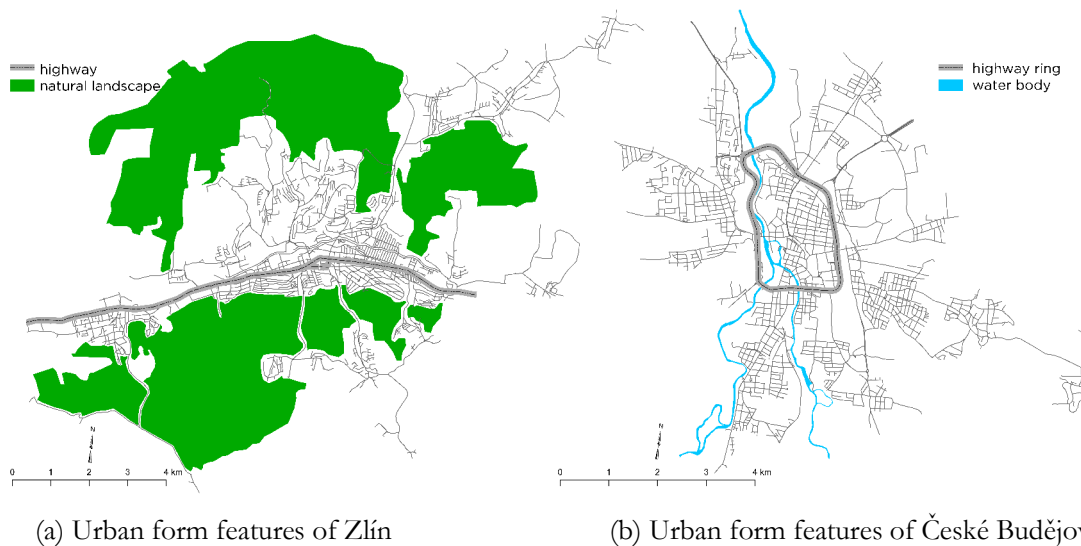 highway
natural landscape
N
0 1 2 3 4 km
(a) Urban form features of Zlín
highway ring
water body
N
0 1 2 3 4 km
(b) Urban form features of České Budějov